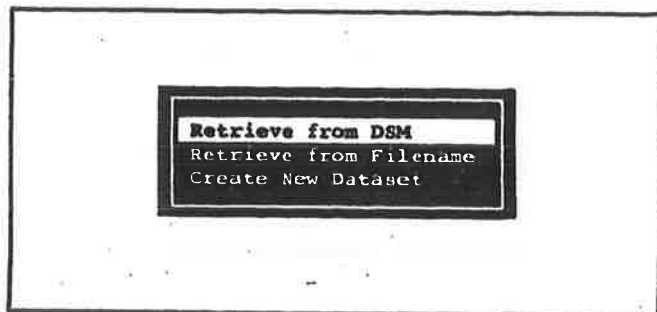 Retrieve from DSM
Retrieve from Filename
Create New Dataset